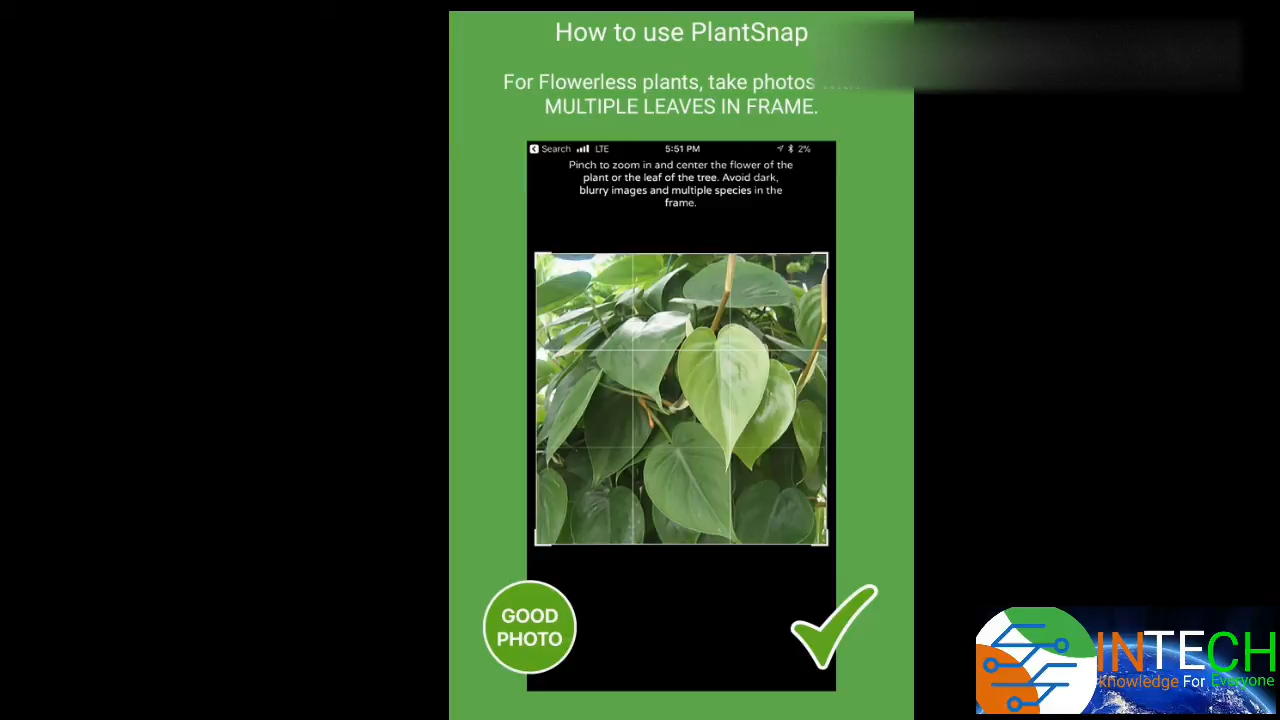 How to use PlantSnap
For Flowerless plants, take photos with
MULTIPLE LEAVES IN FRAME.
Search LTE 5:51 PM 2%
Pinch to zoom in and center the flower of the
plant or the leaf of the tree. Avoid dark,
blurry images and multiple species in the
frame.
GOOD
PHOTO
INTECH
Knowledge For Everyone